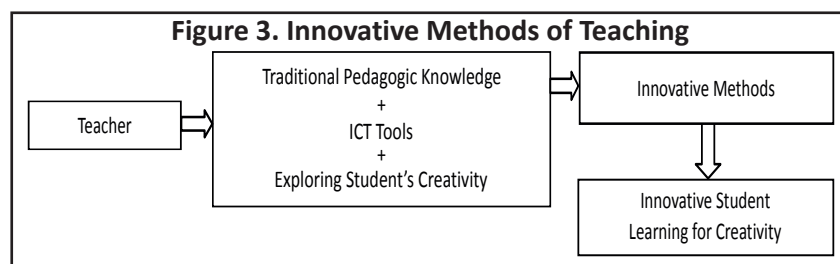 Figure 3. Innovative Methods of Teaching
Teacher
Traditional Pedagogic Knowledge
+
ICT Tools
+
Exploring Student's Creativity
Innovative Methods
Innovative Student
Learning for Creativity